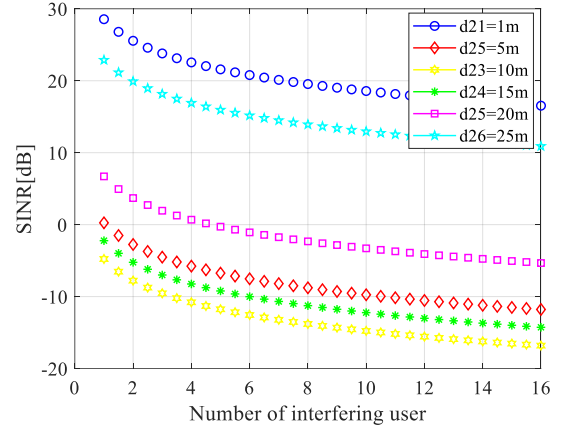 30
20
10
0
-10
-20
SINR[dB]
0
2
4
6
8
10
12
14
16
Number of interfering user
d21=1m
d25=5m
d23=10m
d24=15m
d25=20m
d26=25m